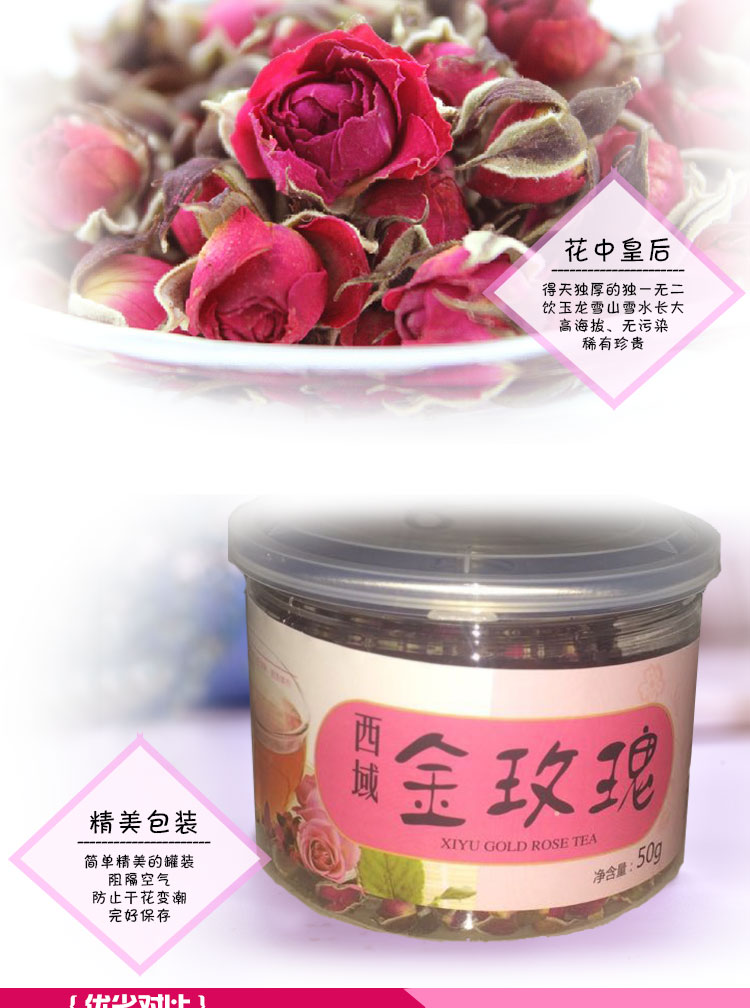 花中皇后
得天独厚的独一无二
饮玉龙雪山雪水长大
高海拔、无污染
稀有珍贵
西域
金玫瑰
XIYU GOLD ROSE TEA
净含量：50g
精美包装
简单精美的罐装
阻隔空气
防止干花变潮
完好保存